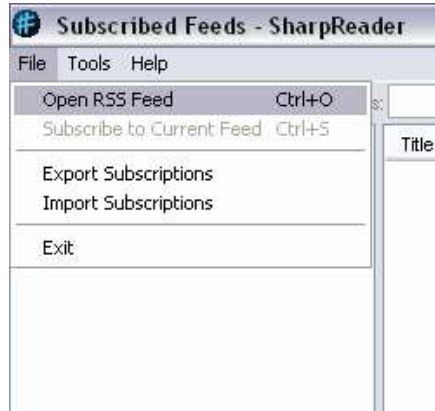 Subscribed Feeds - SharpReader
File Tools Help
Open RSS Feed Ctrl+O
s:
Subscribe to Current Feed Ctrl+S
Title
Export Subscriptions
Import Subscriptions
Exit